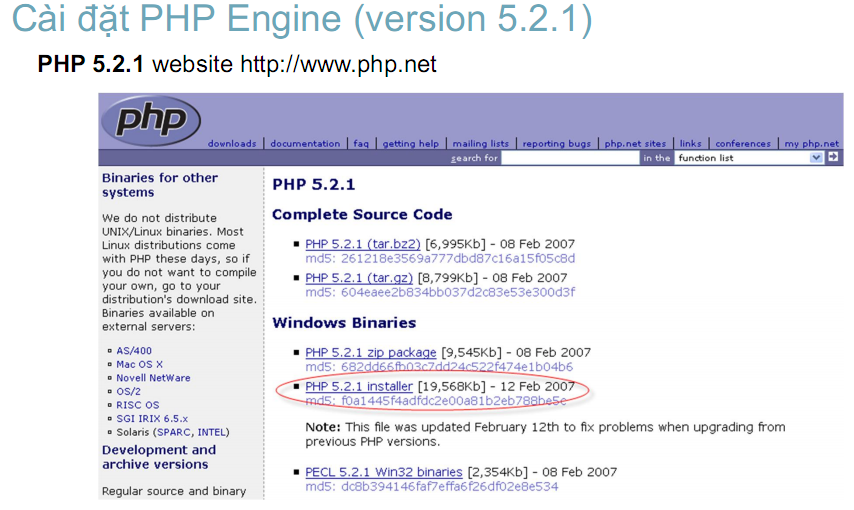 Cài đặt PHP Engine (version 5.2.1)
PHP 5.2.1 website http://www.php.net
php
downloads | documentation | faq | getting help | mailing lists | reporting bugs | php.net sites | links | conferences | my php.net
search for in the function list
Binaries for other
systems
We do not distribute
UNIX/Linux binaries. Most
Linux distributions come
with PHP these days, so if
you do not want to compile
your own, go to your
distribution's download site.
Binaries available on
external servers:
AS/400
Mac OS X
Novell NetWare
OS/2
RISC OS
SGI IRIX 6.5.x
Solaris (SPARC, INTEL)
Development and
archive versions
Regular source and binary
PHP 5.2.1
Complete Source Code
PHP 5.2.1 (tar.bz2) [6,995Kb] - 08 Feb 2007
md5: 261218e3569a777dbd87c16a15f05c8d
PHP 5.2.1 (tar.gz) [8,799Kb] - 08 Feb 2007
md5: 604eaee2b834bb037d2c83e53e300d3f
Windows Binaries
PHP 5.2.1 zip package [9,545Kb] - 08 Feb 2007
md5: 682dd66fb03c7dd24c522f474e1b04b6
PHP 5.2.1 installer [19,568Kb] - 12 Feb 2007
md5: f0a1445f4adfdc2e00a81b2eb788be5c
Note: This file was updated February 12th to fix problems when upgrading from
previous PHP versions.
PECL 5.2.1 Win32 binaries [2,354Kb] - 08 Feb 2007
md5: dc8b394146faf7effa6f26df02e8e534